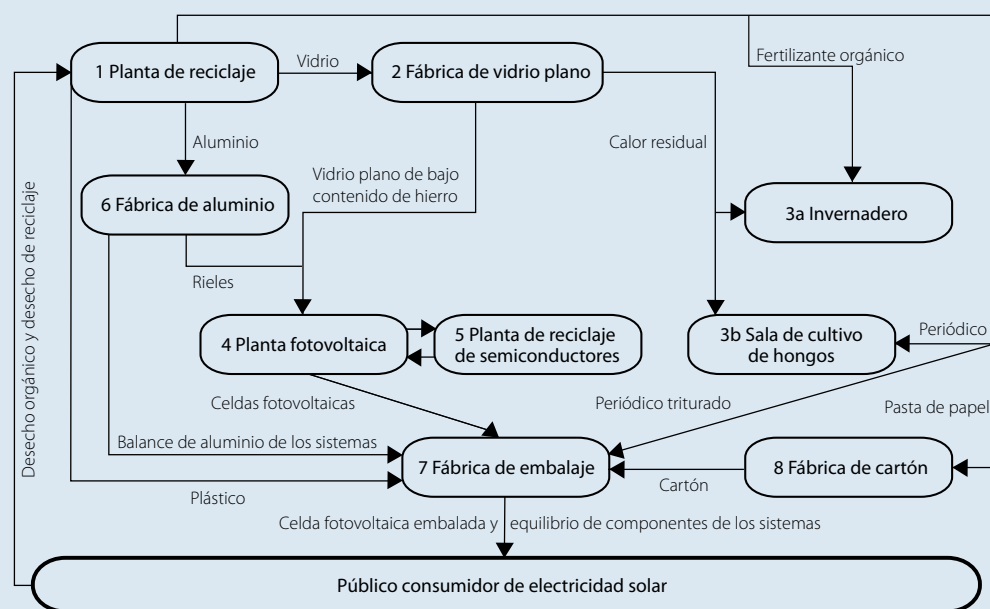 Fertilizante orgánico
1 Planta de reciclaje
Vidrio
2 Fábrica de vidrio plano
Aluminio
Calor residual
Vidrio plano de bajo
contenido de hierro
6 Fábrica de aluminio
3a Invernadero
Rieles
Desecho orgánico y desecho de reciclaje
4 Planta fotovoltaica
5 Planta de reciclaje
de semiconductores
3b Sala de cultivo
de hongos
Periódico
Celdas fotovoltaicas
Periódico triturado
Pasta de papel
Balance de aluminio de los sistemas
7 Fábrica de embalaje
8 Fábrica de cartón
Cartón
Plástico
Celda fotovoltaica embalada y equilibrio de componentes de los sistemas
Público consumidor de electricidad solar